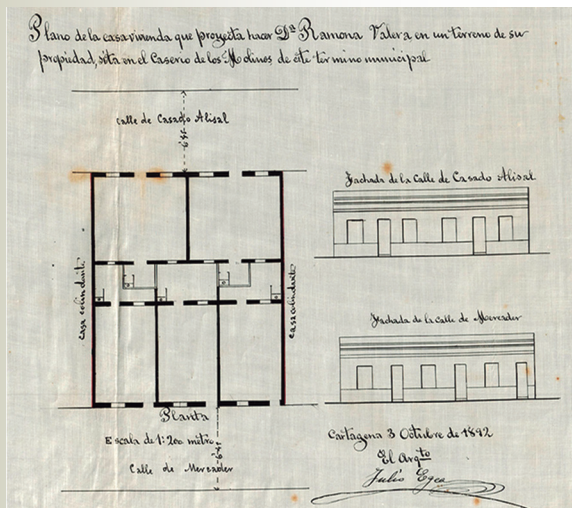 Plano de la casa vivienda que proyecta hacer Dª Ramona Valera en un terreno de su
propiedad, sita en el Caserio de los Molinos de este termino municipal
Calle de Casado Alisal
Fachada de la Calle de Casado Alisal
casa colindante
casa colindante
Fachada de la Calle de Mercader
Planta
Escala de 1:200 metro
Calle de Mercader
Cartagena 3 Octubre de 1892
El Arqto
Julio Egea